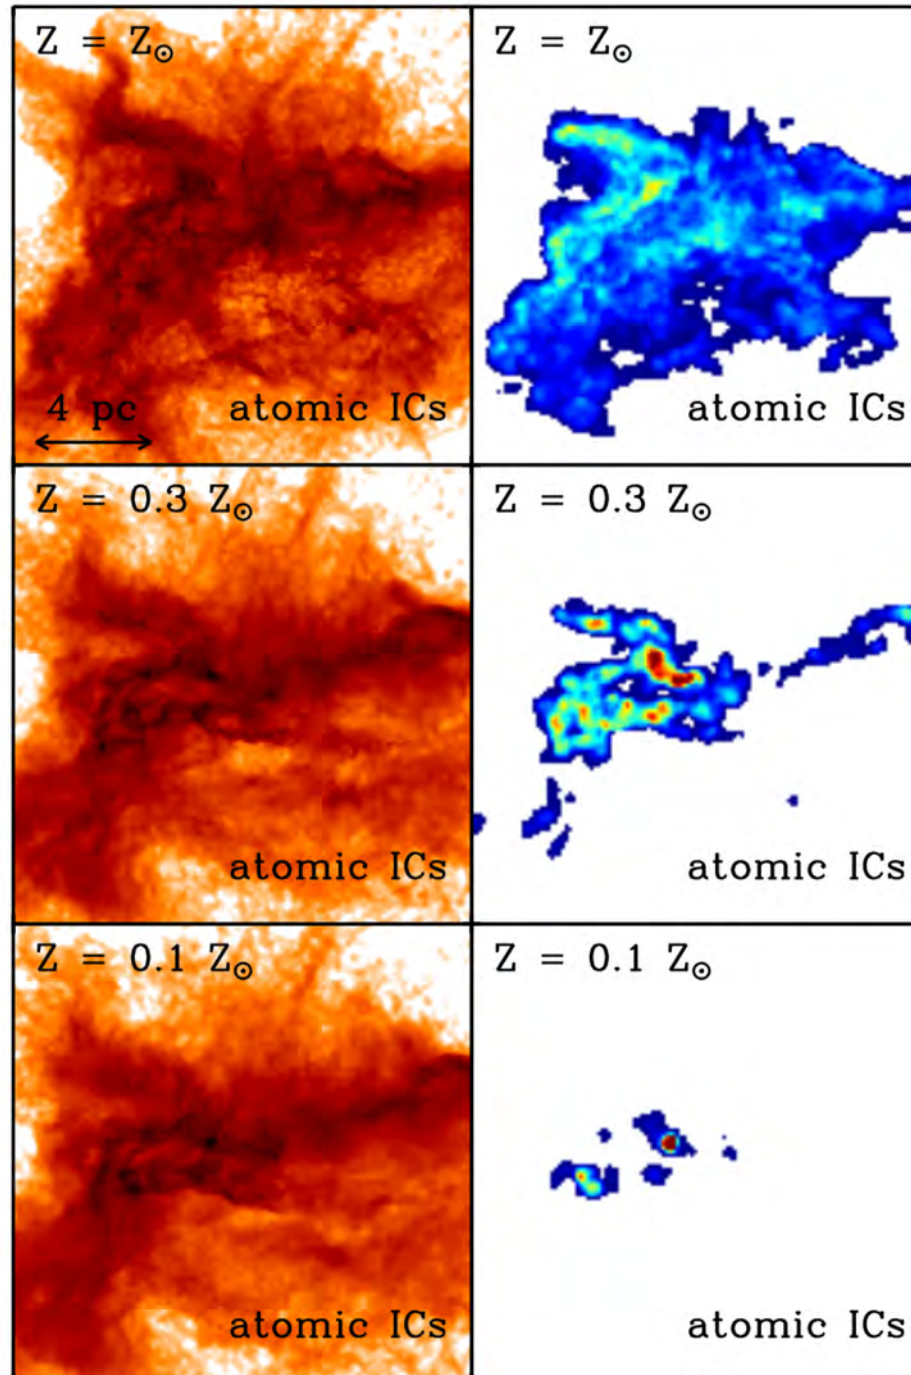 Z = Z☉
Z = Z☉
4 pc
atomic ICs
atomic ICs
Z = 0.3 Z☉
Z = 0.3 Z☉
atomic ICs
atomic ICs
Z = 0.1 Z☉
Z = 0.1 Z☉
atomic ICs
atomic ICs